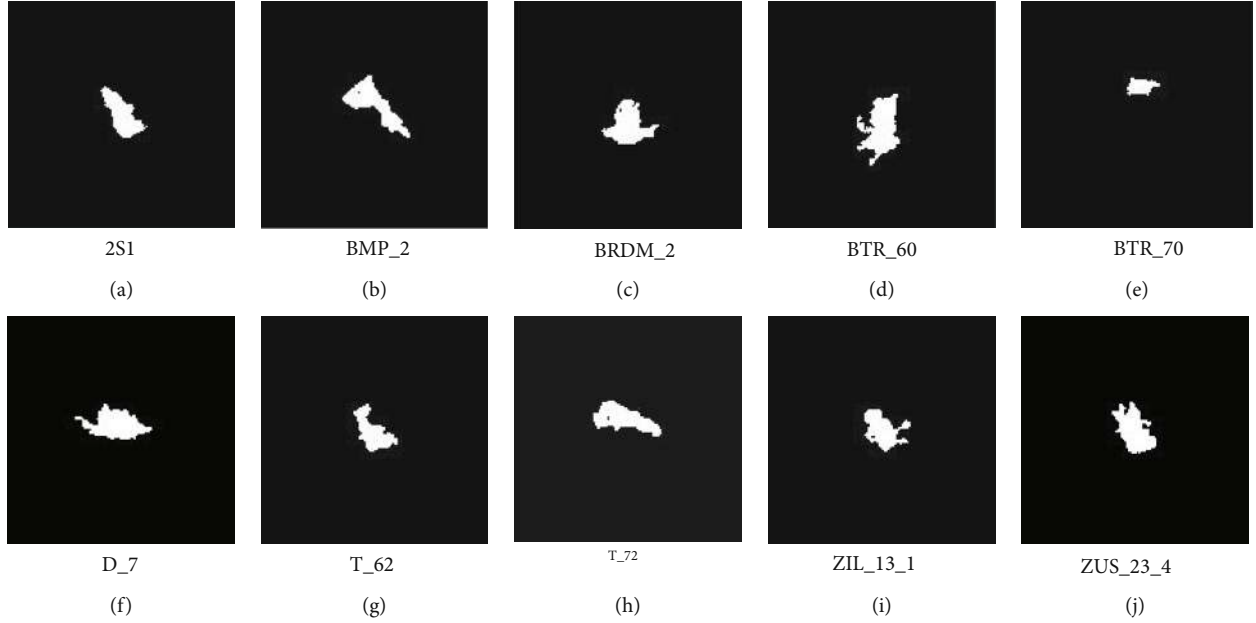 2S1 BMP_2 BRDM_2 BTR_60 BTR_70
(a) (b) (c) (d) (e)
D_7 T_62 T_72 ZIL_13_1 ZUS_23_4
(f) (g) (h) (i) (j)